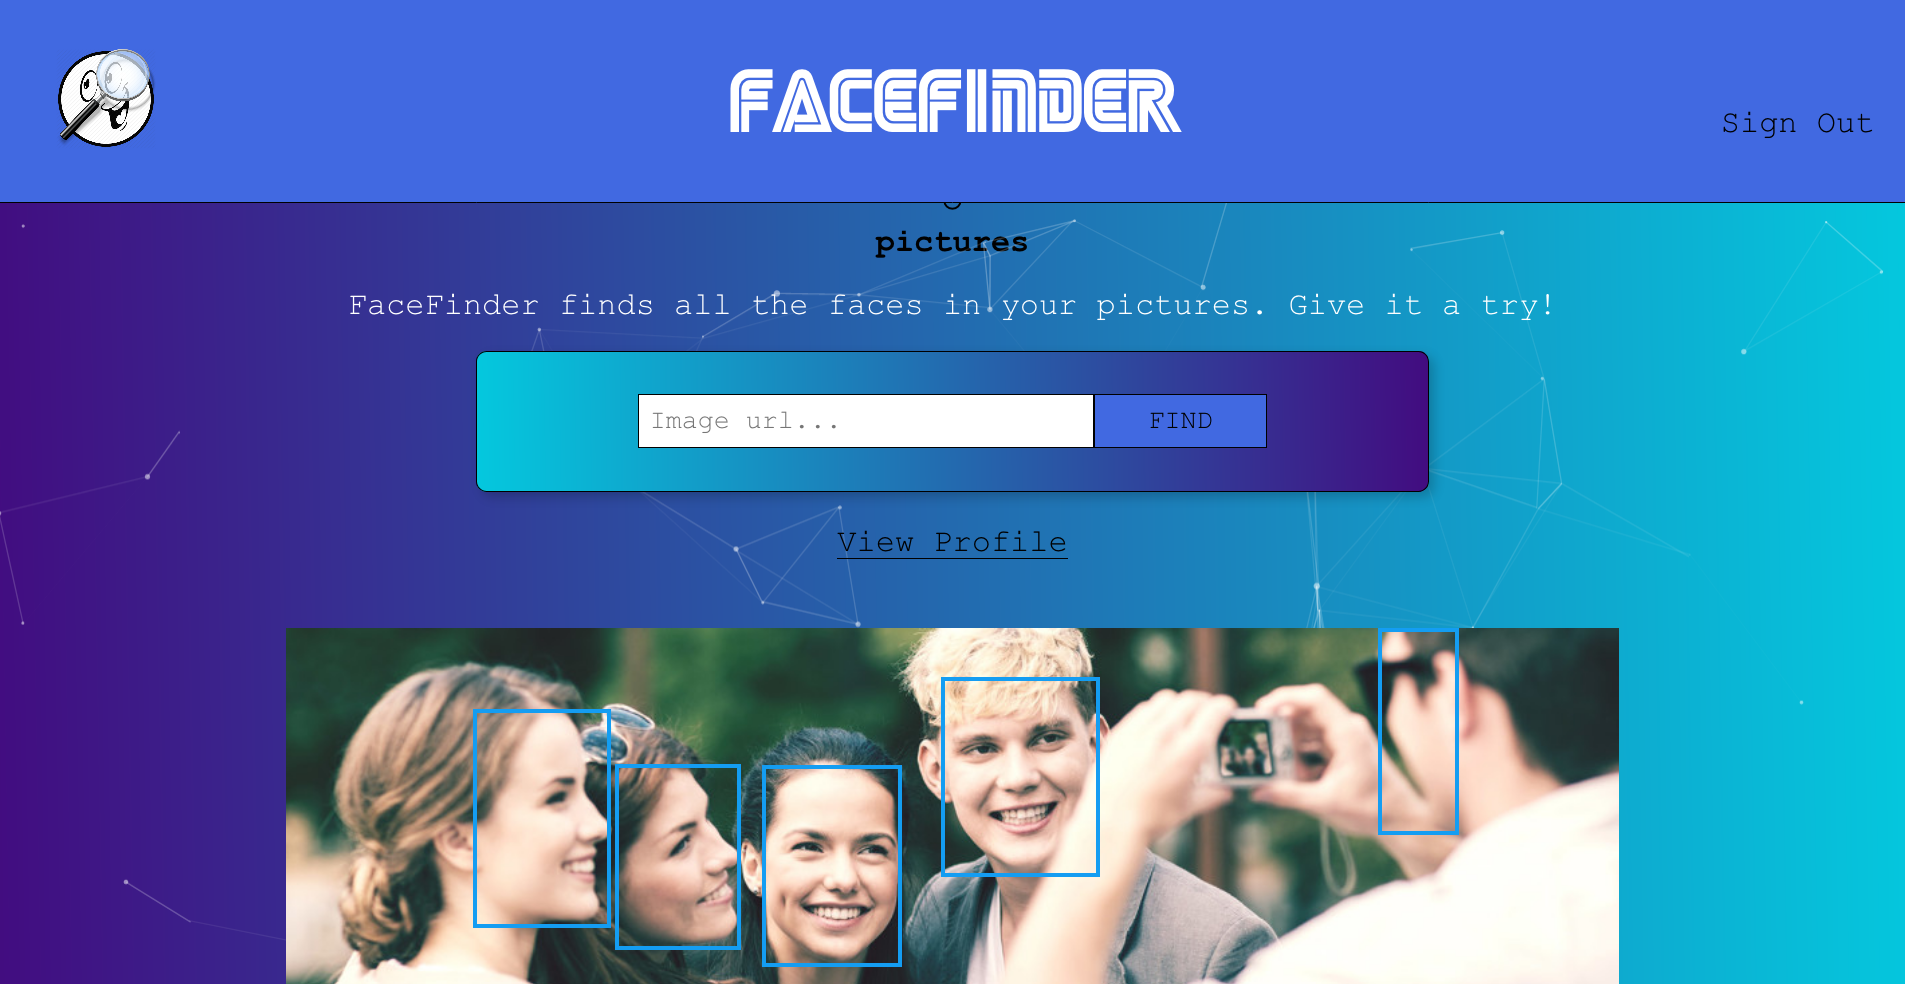 FACEFINDER
Sign Out
pictures
FaceFinder finds all the faces in your pictures. Give it a try!
Image url...
FIND
View Profile